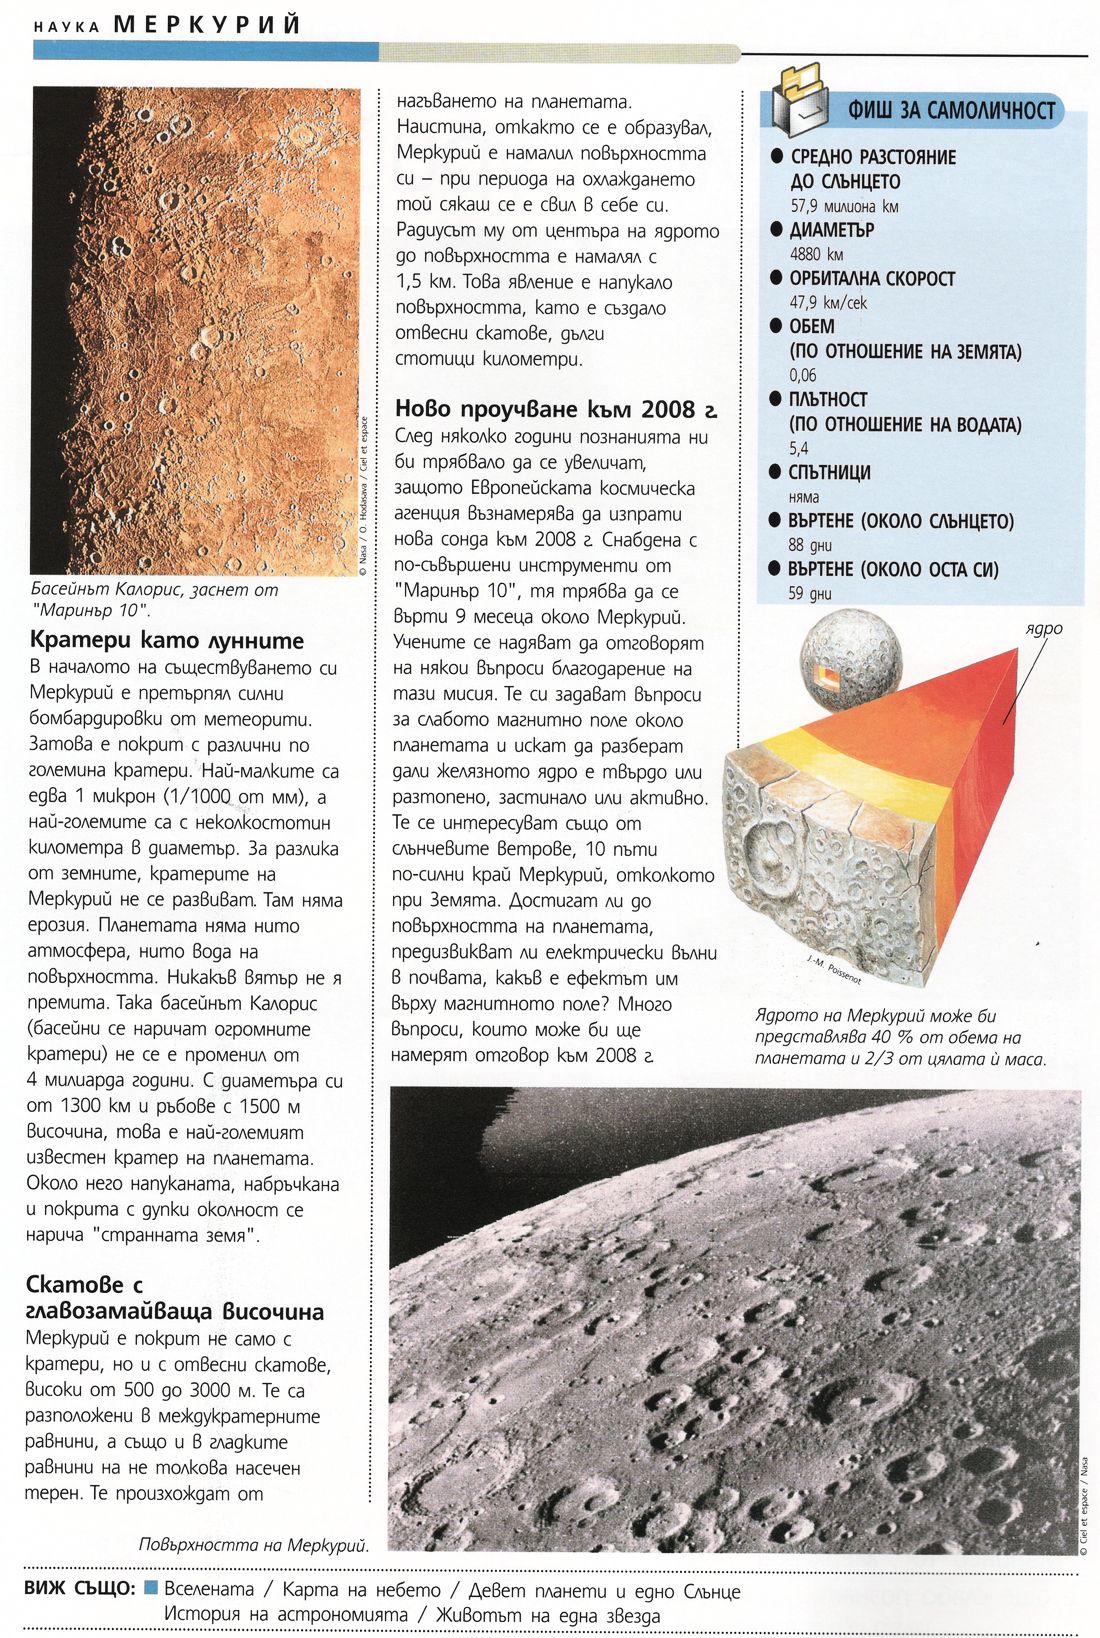 НАУКА МЕРКУРИЙ
© Nasa / O. Hodasava / Ciel et espace
Басейнът Калорис, заснет от
"Маринър 10".
Кратери като лунните
В началото на съществуването си
Меркурий е претърпял силни
бомбардировки от метеорити.
Затова е покрит с различни по
големина кратери. Най-малките са
едва 1 микрон (1/1000 от мм), а
най-големите са с неколкостотин
километра в диаметър. За разлика
от земните, кратерите на
Меркурий не се развиват. Там няма
ерозия. Планетата няма нито
атмосфера, нито вода на
повърхността. Никакъв вятър не я
премита. Така басейнът Калорис
(басейни се наричат огромните
кратери) не се е променил от
4 милиарда години. С диаметъра си
от 1300 км и ръбове с 1500 м
височина, това е най-големият
известен кратер на планетата.
Около него напуканата, набръчкана
и покрита с дупки околност се
нарича "странната земя".
Скатове с
главозамайваща височина
Меркурий е покрит не само с
кратери, но и с отвесни скатове,
високи от 500 до 3000 м. Те са
разположени в междукратерните
равнини, а също и в гладките
равнини на не толкова насечен
терен. Те произхождат от
нагъването на планетата.
Наистина, откакто се е образувал,
Меркурий е намалил повърхността
си – при периода на охлаждането
той сякаш се е свил в себе си.
Радиусът му от центъра на ядрото
до повърхността е намалял с
1,5 км. Това явление е напукало
повърхността, като е създало
отвесни скатове, дълги
стотици километри.
Ново проучване към 2008 г.
След няколко години познанията ни
би трябвало да се увеличат,
защото Европейската космическа
агенция възнамерява да изпрати
нова сонда към 2008 г. Снабдена с
по-съвършени инструменти от
"Маринър 10", тя трябва да се
върти 9 месеца около Меркурий.
Учените се надяват да отговорят
на някои въпроси благодарение на
тази мисия. Те си задават въпроси
за слабото магнитно поле около
планетата и искат да разберат
дали желязното ядро е твърдо или
разтопено, застинало или активно.
Те се интересуват също от
слънчевите ветрове, 10 пъти
по-силни край Меркурий, отколкото
при Земята. Достигат ли до
повърхността на планетата,
предизвикват ли електрически вълни
в почвата, какъв е ефектът им
върху магнитното поле? Много
въпроси, които може би ще
намерят отговор към 2008 г.
ФИШ ЗА САМОЛИЧНОСТ
● СРЕДНО РАЗСТОЯНИЕ
ДО СЛЪНЦЕТО
57,9 милиона км
● ДИАМЕТЪР
4880 км
● ОРБИТАЛНА СКОРОСТ
47,9 км/сек
● ОБЕМ
(ПО ОТНОШЕНИЕ НА ЗЕМЯТА)
0,06
● ПЛЪТНОСТ
(ПО ОТНОШЕНИЕ НА ВОДАТА)
5,4
● СПЪТНИЦИ
няма
● ВЪРТЕНЕ (ОКОЛО СЛЪНЦЕТО)
88 дни
● ВЪРТЕНЕ (ОКОЛО ОСТА СИ)
59 дни
ядро
J.-M. Poissenot
Ядрото на Меркурий може би
представлява 40 % от обема на
планетата и 2/3 от цялата ѝ маса.
© Ciel et espace / Nasa
Повърхността на Меркурий.
ВИЖ СЪЩО: Вселената / Карта на небето / Девет планети и едно Слънце
История на астрономията / Животът на една звезда